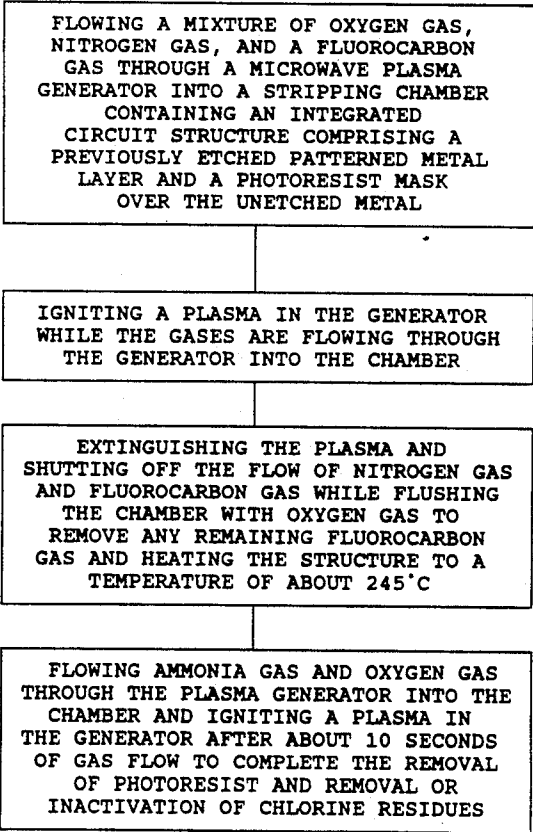 FLOWING A MIXTURE OF OXYGEN GAS,
NITROGEN GAS, AND A FLUOROCARBON
GAS THROUGH A MICROWAVE PLASMA
GENERATOR INTO A STRIPPING CHAMBER
CONTAINING AN INTEGRATED
CIRCUIT STRUCTURE COMPRISING A
PREVIOUSLY ETCHED PATTERNED METAL
LAYER AND A PHOTORESIST MASK
OVER THE UNETCHED METAL
IGNITING A PLASMA IN THE GENERATOR
WHILE THE GASES ARE FLOWING THROUGH
THE GENERATOR INTO THE CHAMBER
EXTINGUISHING THE PLASMA AND
SHUTTING OFF THE FLOW OF NITROGEN GAS
AND FLUOROCARBON GAS WHILE FLUSHING
THE CHAMBER WITH OXYGEN GAS TO
REMOVE ANY REMAINING FLUOROCARBON
GAS AND HEATING THE STRUCTURE TO A
TEMPERATURE OF ABOUT 245°C
FLOWING AMMONIA GAS AND OXYGEN GAS
THROUGH THE PLASMA GENERATOR INTO THE
CHAMBER AND IGNITING A PLASMA IN
THE GENERATOR AFTER ABOUT 10 SECONDS
OF GAS FLOW TO COMPLETE THE REMOVAL
OF PHOTORESIST AND REMOVAL OR
INACTIVATION OF CHLORINE RESIDUES